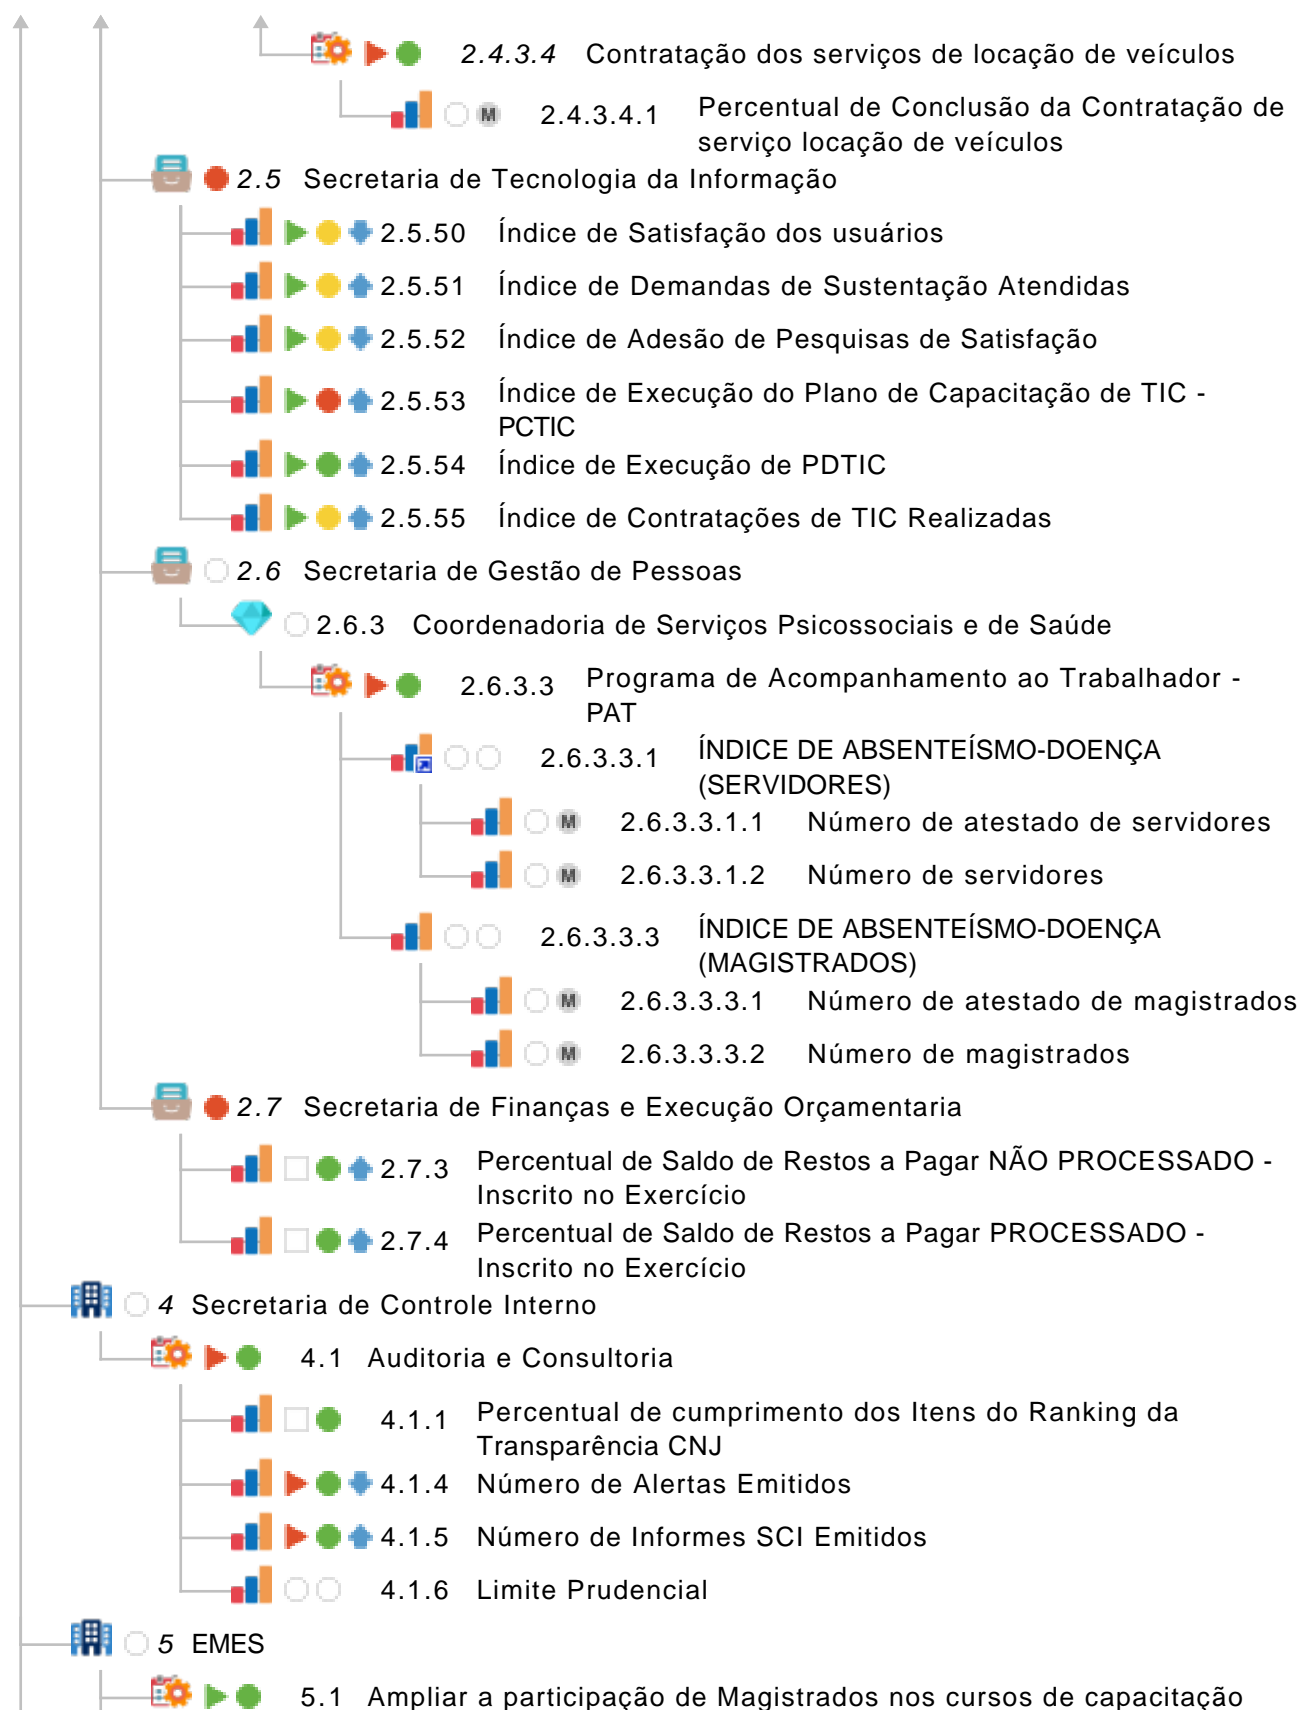 2.4.3.4 Contratação dos serviços de locação de veículos
M 2.4.3.4.1 Percentual de Conclusão da Contratação de
serviço locação de veículos
2.5 Secretaria de Tecnologia da Informação
2.5.50 Índice de Satisfação dos usuários
2.5.51 Índice de Demandas de Sustentação Atendidas
2.5.52 Índice de Adesão de Pesquisas de Satisfação
2.5.53 Índice de Execução do Plano de Capacitação de TIC -
PCTIC
2.5.54 Índice de Execução de PDTIC
2.5.55 Índice de Contratações de TIC Realizadas
2.6 Secretaria de Gestão de Pessoas
2.6.3 Coordenadoria de Serviços Psicossociais e de Saúde
2.6.3.3 Programa de Acompanhamento ao Trabalhador -
PAT
2.6.3.3.1 ÍNDICE DE ABSENTEÍSMO-DOENÇA
(SERVIDORES)
M 2.6.3.3.1.1 Número de atestado de servidores
M 2.6.3.3.1.2 Número de servidores
2.6.3.3.3 ÍNDICE DE ABSENTEÍSMO-DOENÇA
(MAGISTRADOS)
M 2.6.3.3.3.1 Número de atestado de magistrados
M 2.6.3.3.3.2 Número de magistrados
2.7 Secretaria de Finanças e Execução Orçamentaria
2.7.3 Percentual de Saldo de Restos a Pagar NÃO PROCESSADO -
Inscrito no Exercício
2.7.4 Percentual de Saldo de Restos a Pagar PROCESSADO -
Inscrito no Exercício
4 Secretaria de Controle Interno
4.1 Auditoria e Consultoria
4.1.1 Percentual de cumprimento dos Itens do Ranking da
Transparência CNJ
4.1.4 Número de Alertas Emitidos
4.1.5 Número de Informes SCI Emitidos
4.1.6 Limite Prudencial
5 EMES
5.1 Ampliar a participação de Magistrados nos cursos de capacitação